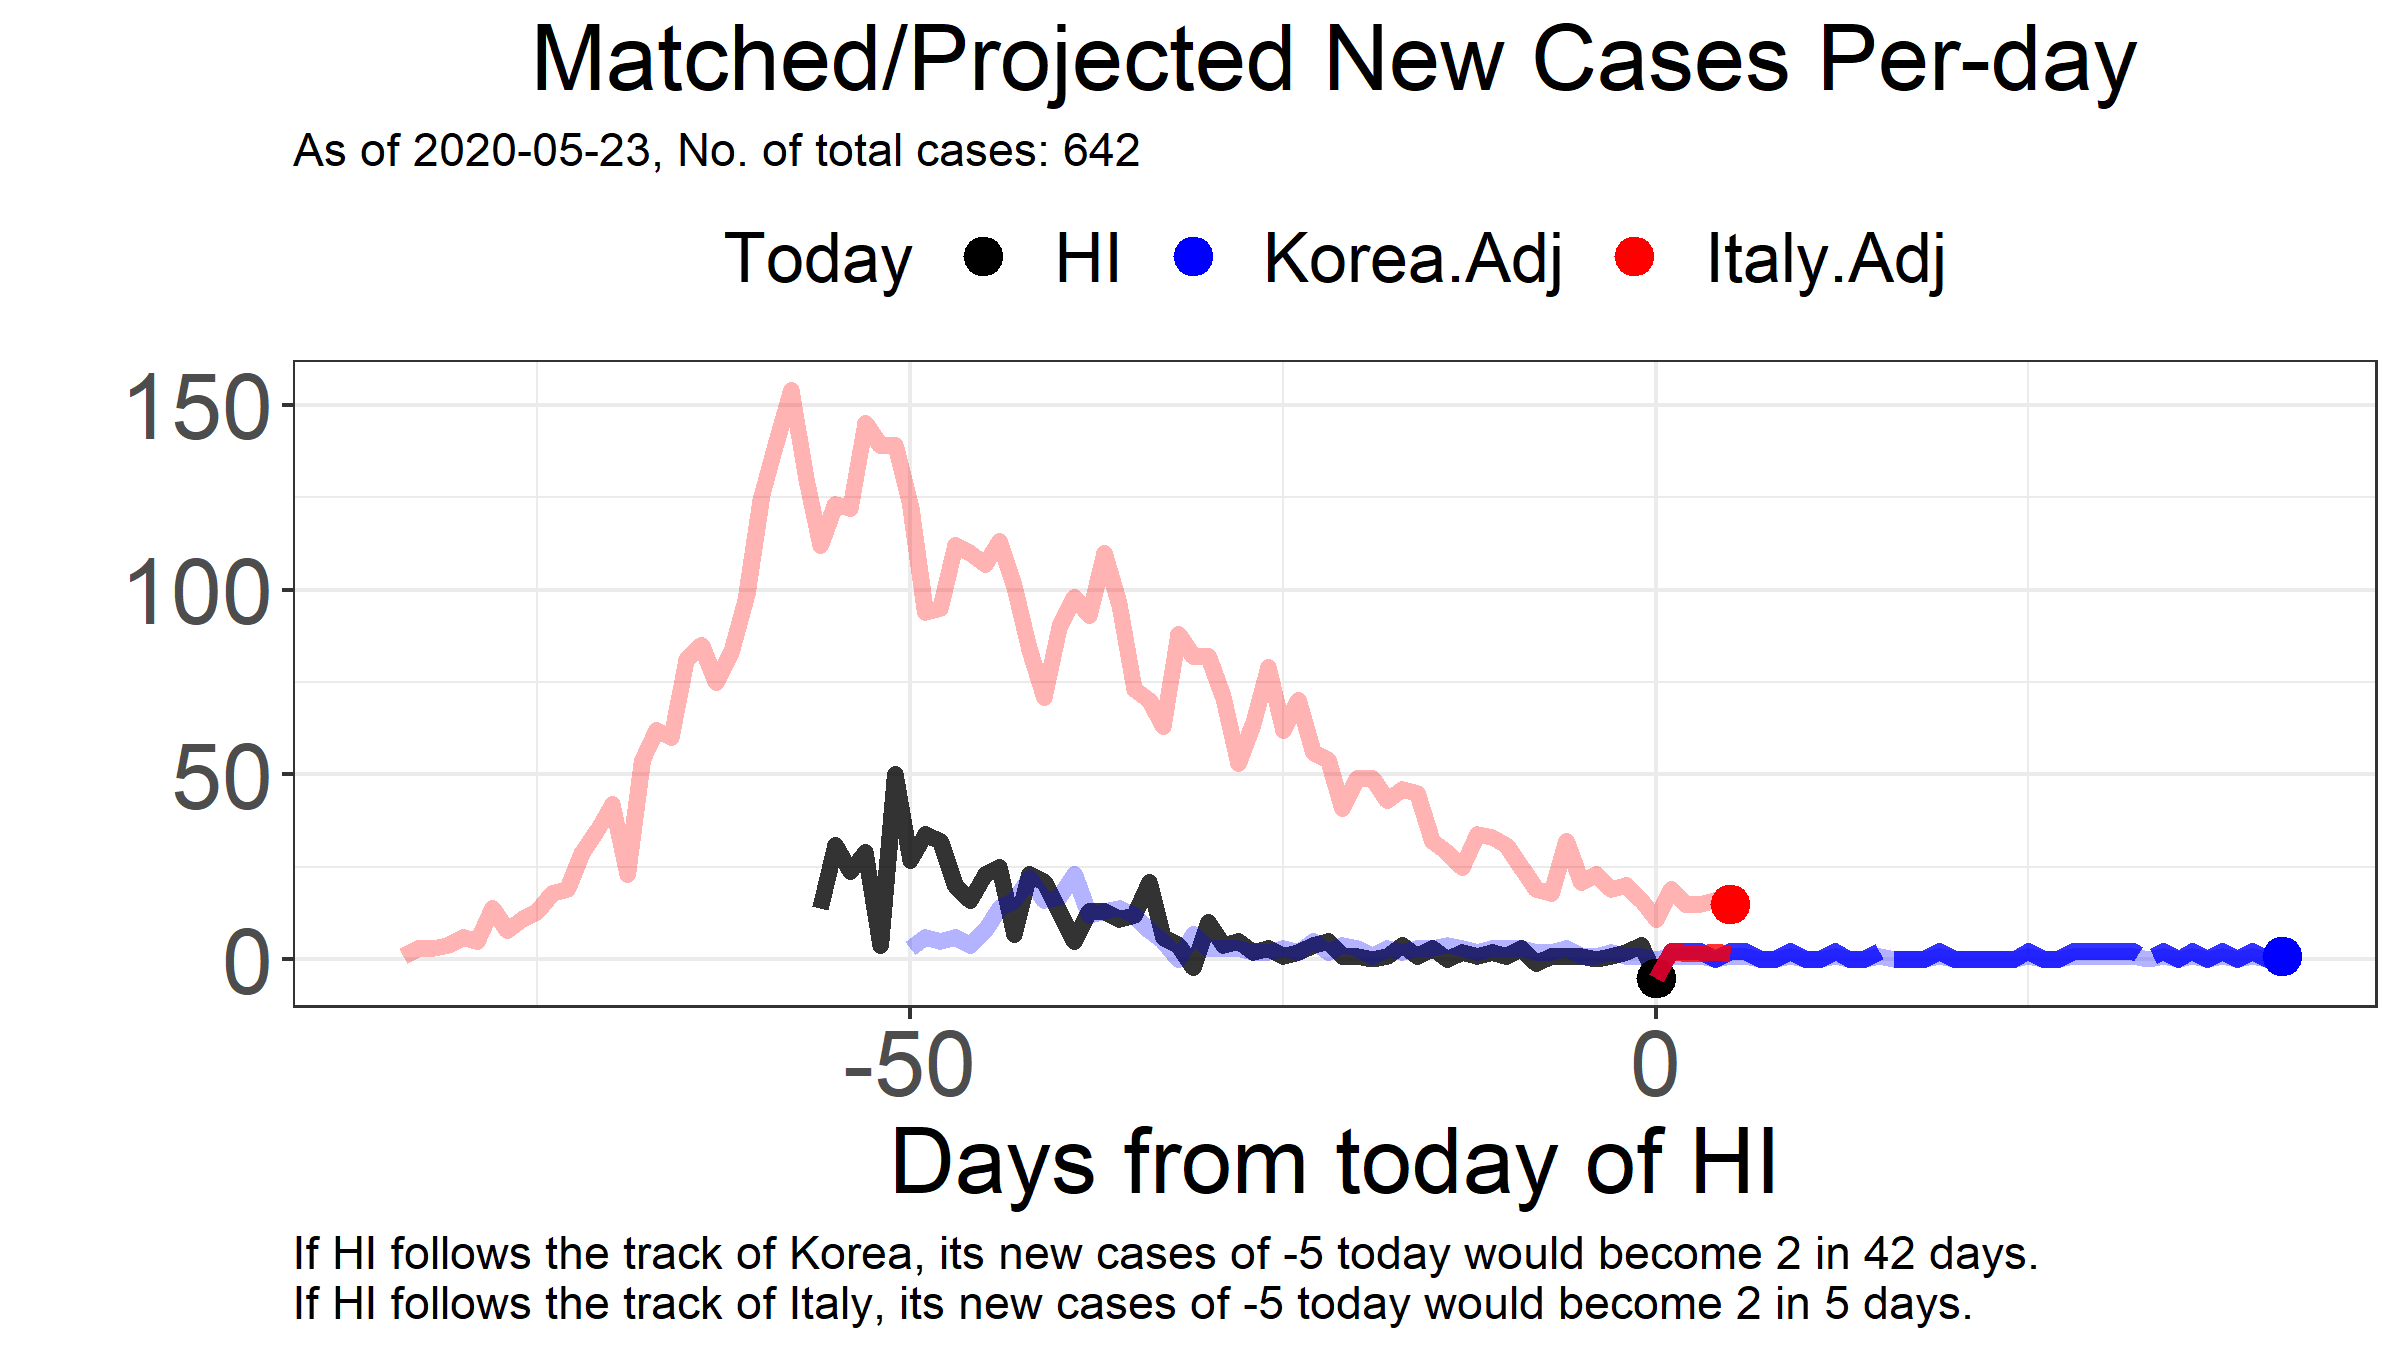 Matched/Projected New Cases Per-day
As of 2020-05-23, No. of total cases: 642
Today HI Korea.Adj Italy.Adj
150
100
50
0
-50 0
Days from today of HI
If HI follows the track of Korea, its new cases of -5 today would become 2 in 42 days.
If HI follows the track of Italy, its new cases of -5 today would become 2 in 5 days.